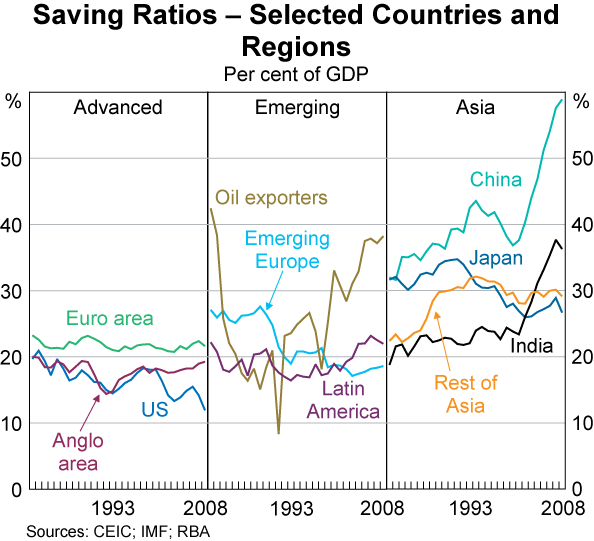 Saving Ratios – Selected Countries and
Regions
Per cent of GDP
% Advanced Emerging Asia %
50 50
China
Oil exporters
40 40
Emerging
Europe
Japan
30 30
Euro area
India
20 20
Rest of
Asia
Latin
America
US
10 10
Anglo
area
0 0
1993 2008 1993 2008 1993 2008
Sources: CEIC; IMF; RBA